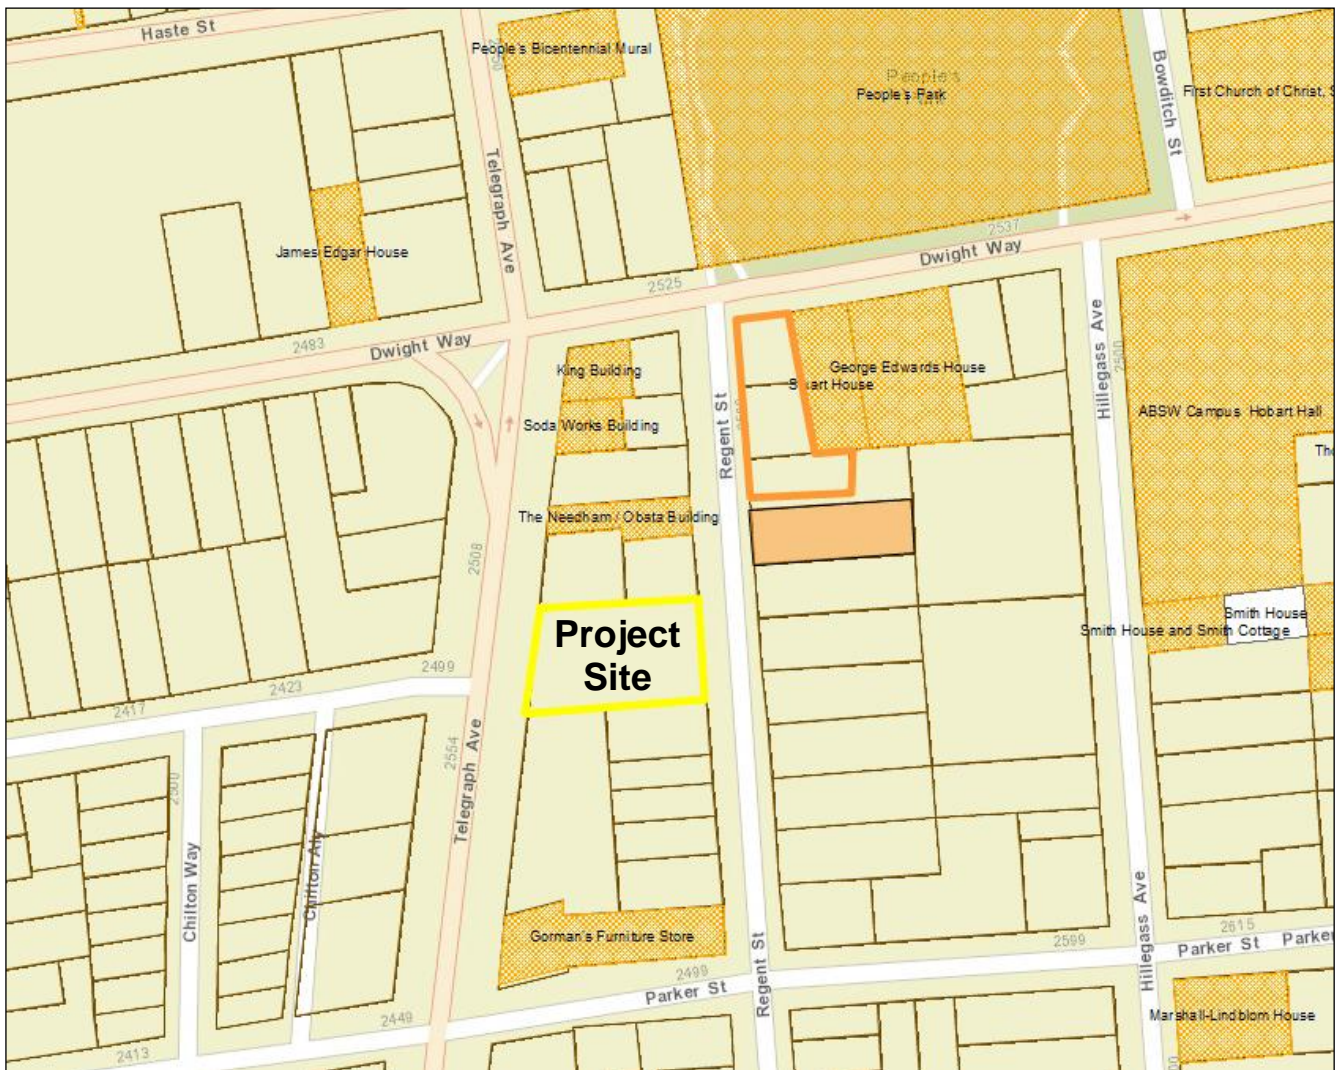 Haste St
2450
People's Bicentennial Mural
People's
People's Park
Bowditch St
First Church of Christ, S
Telegraph Ave
James Edgar House
2537
Dwight Way
2525
2483
Dwight Way
King Building
George Edwards House
Stuart House
Hillegass Ave
2500
Soda Works Building
Regent St
ABSW Campus Hobart Hall
The Needham / Obata Building
2508
Project
Site
Smith House
Smith House and Smith Cottage
2499
2423
2417
2554
Telegraph Ave
2500
Chilton Way
Chilton Aly
Gorman's Furniture Store
Regent St
Hillegass Ave
2615
2599
Parker St
Parker
2499
Parker St
Marshall-Lindblom House
2449
2413